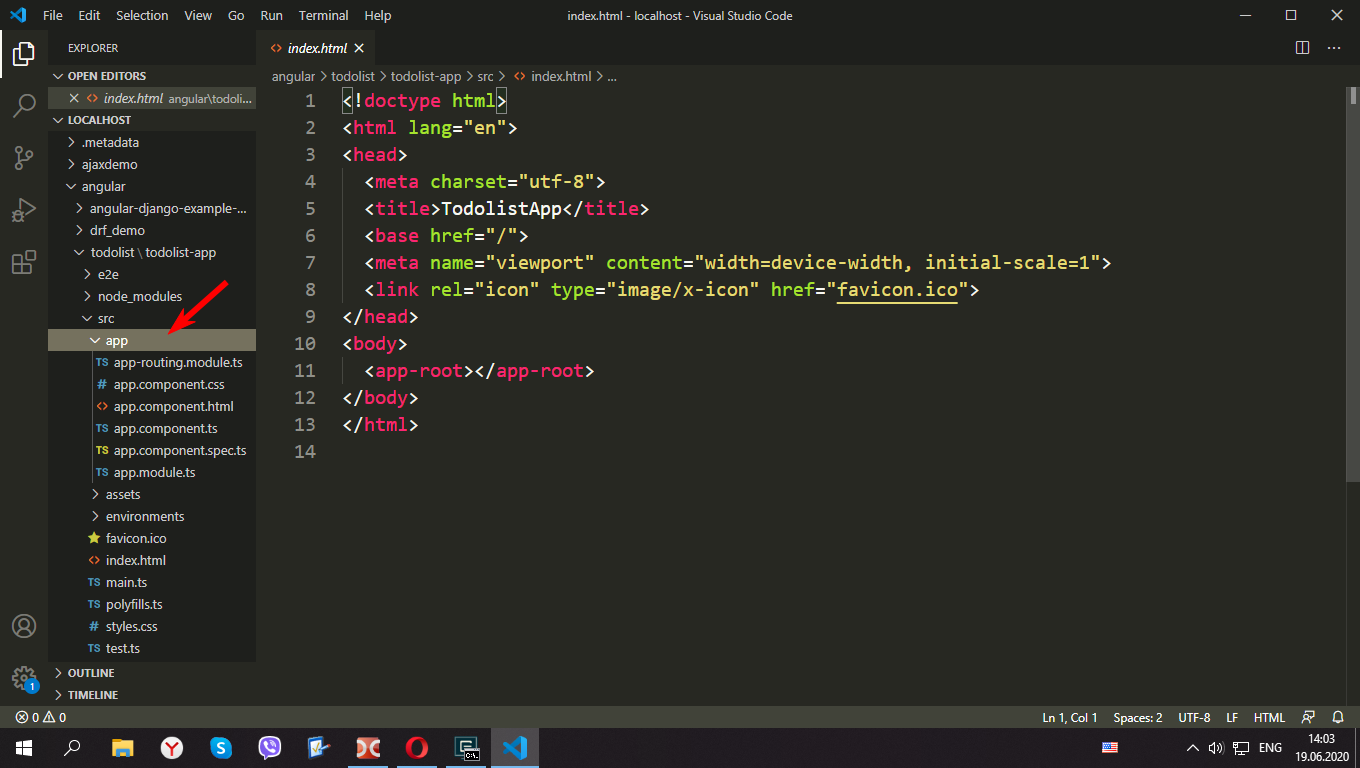 File Edit Selection View Go Run Terminal Help index.html - localhost - Visual Studio Code
EXPLORER
OPEN EDITORS
index.html angular\todoli...
LOCALHOST
.metadata
ajaxdemo
angular
angular-django-example-...
drf_demo
todolist \ todolist-app
e2e
node_modules
src
app
TS app-routing.module.ts
# app.component.css
<> app.component.html
TS app.component.ts
TS app.component.spec.ts
TS app.module.ts
assets
environments
favicon.ico
<> index.html
TS main.ts
TS polyfills.ts
# styles.css
TS test.ts
OUTLINE
TIMELINE
<> index.html
angular > todolist > todolist-app > src > <> index.html > ...
1 <!doctype html>
2 <html lang="en">
3 <head>
4 <meta charset="utf-8">
5 <title>TodolistApp</title>
6 <base href="/">
7 <meta name="viewport" content="width=device-width, initial-scale=1">
8 <link rel="icon" type="image/x-icon" href="favicon.ico">
9 </head>
10 <body>
11 <app-root></app-root>
12 </body>
13 </html>
14
1
0 0 Ln 1, Col 1 Spaces: 2 UTF-8 LF HTML
ENG
14:03
19.06.2020